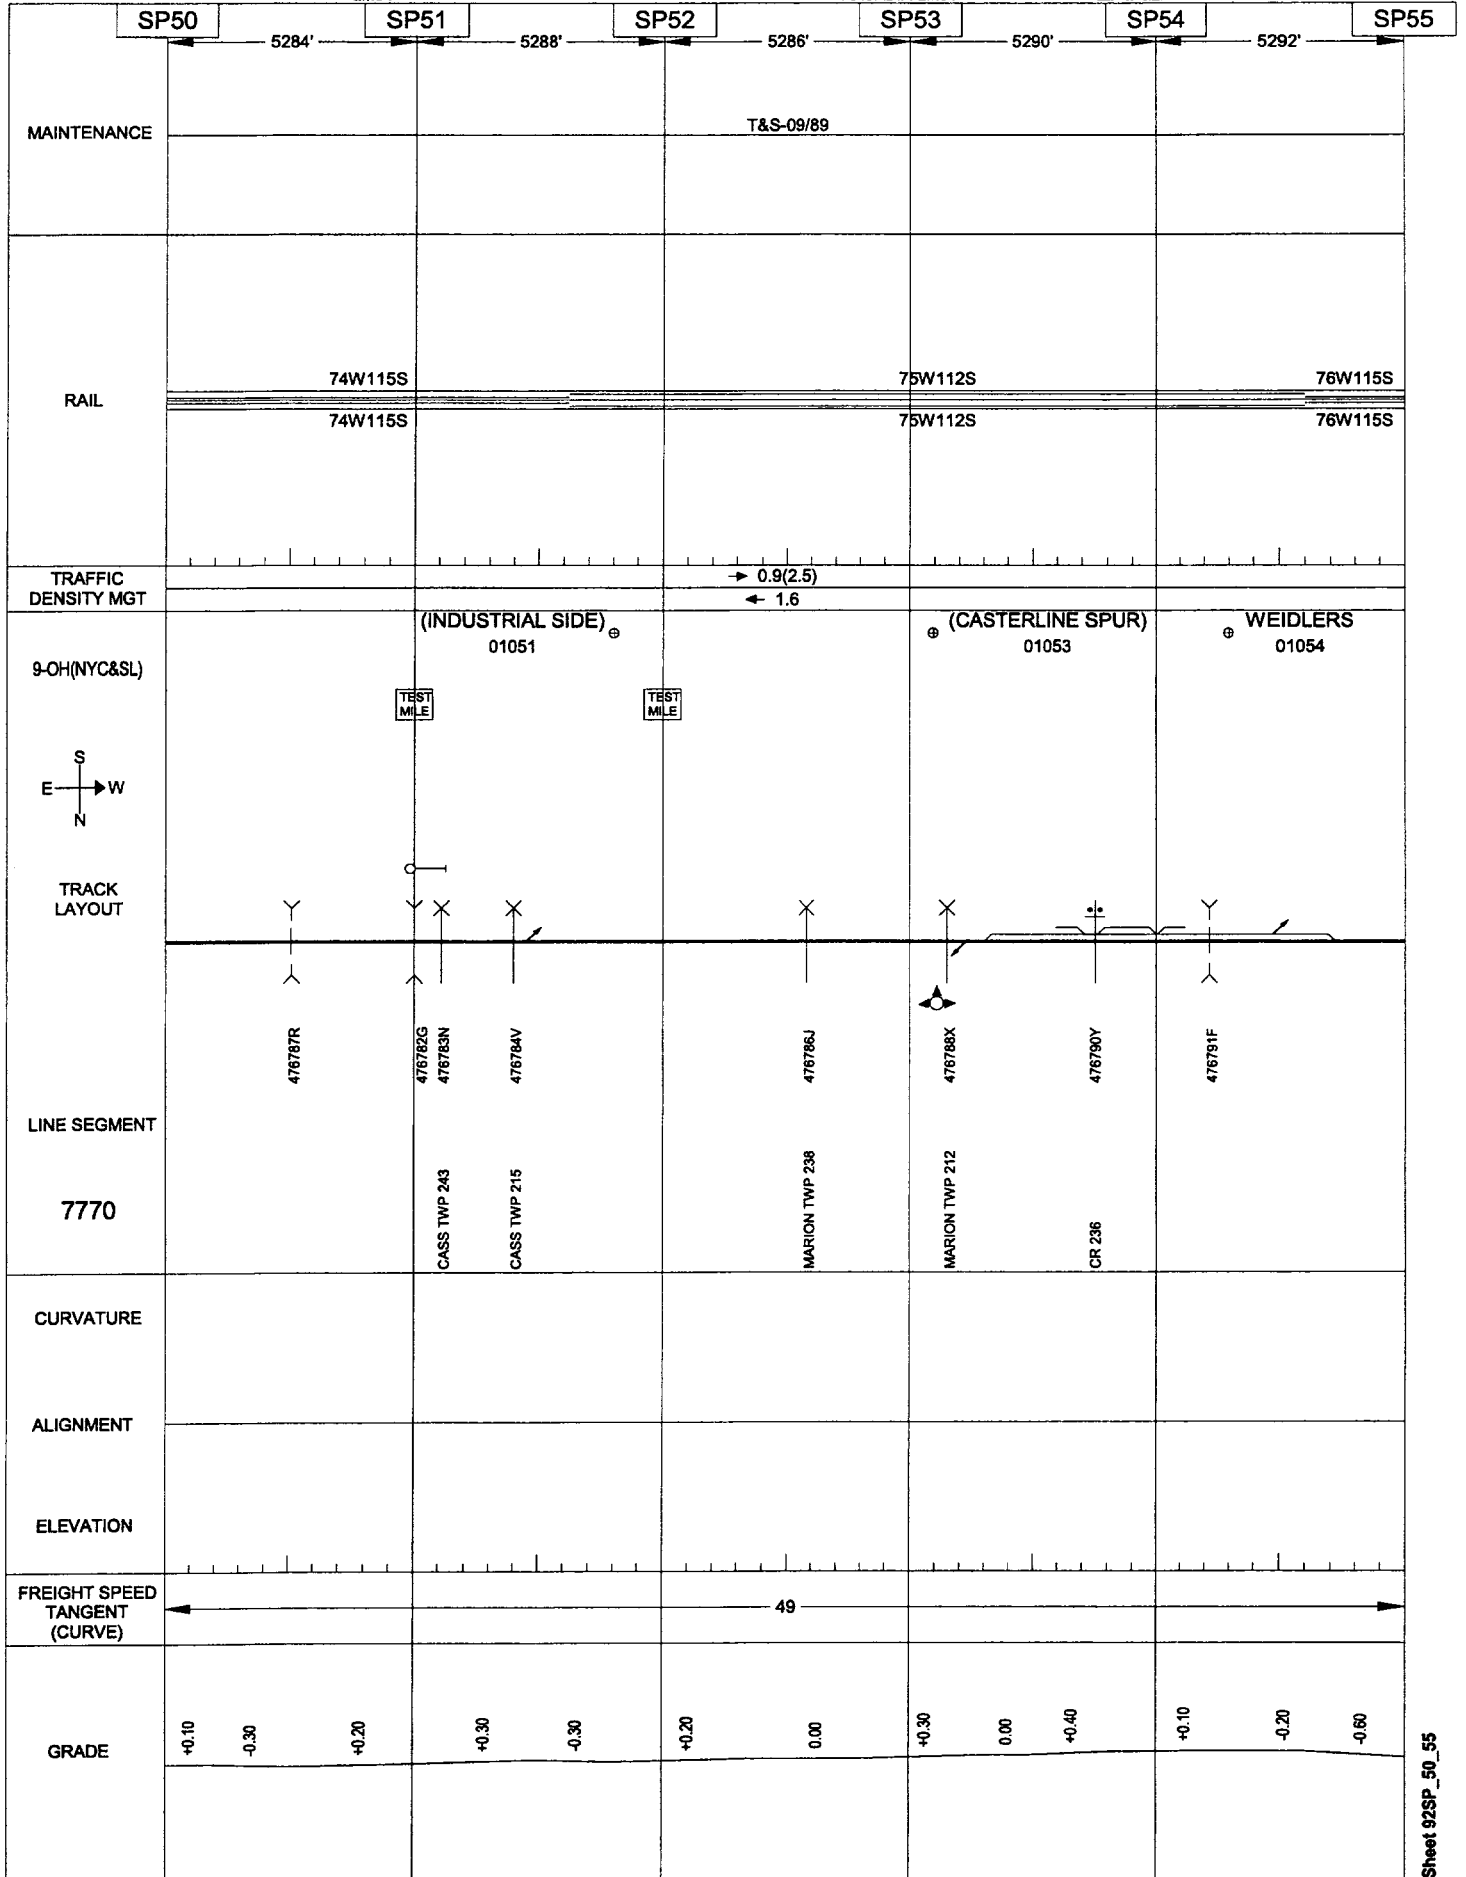 SP50 SP51 SP52 SP53 SP54 SP55
5284' 5288' 5286' 5290' 5292'
MAINTENANCE
T&S-09/89
RAIL
74W115S 75W112S 76W115S
74W115S 75W112S 76W115S
TRAFFIC
DENSITY MGT
0.9(2.5)
1.6
9-OH(NYC&SL)
(INDUSTRIAL SIDE) (CASTERLINE SPUR) WEIDLERS
01051 01053 01054
TEST
MILE
TEST
MILE
S
E W
N
TRACK
LAYOUT
476787R
476782G
476783N
476784V
476786J
476788X
476790Y
476791F
LINE SEGMENT
7770
CASS TWP 243
CASS TWP 215
MARION TWP 238
MARION TWP 212
CR 236
CURVATURE
ALIGNMENT
ELEVATION
FREIGHT SPEED
TANGENT
(CURVE)
49
GRADE
+0.10
-0.30
+0.20
+0.30
-0.30
+0.20
0.00
+0.30
0.00
+0.40
+0.10
-0.20
-0.60
Sheet 92SP_50_55